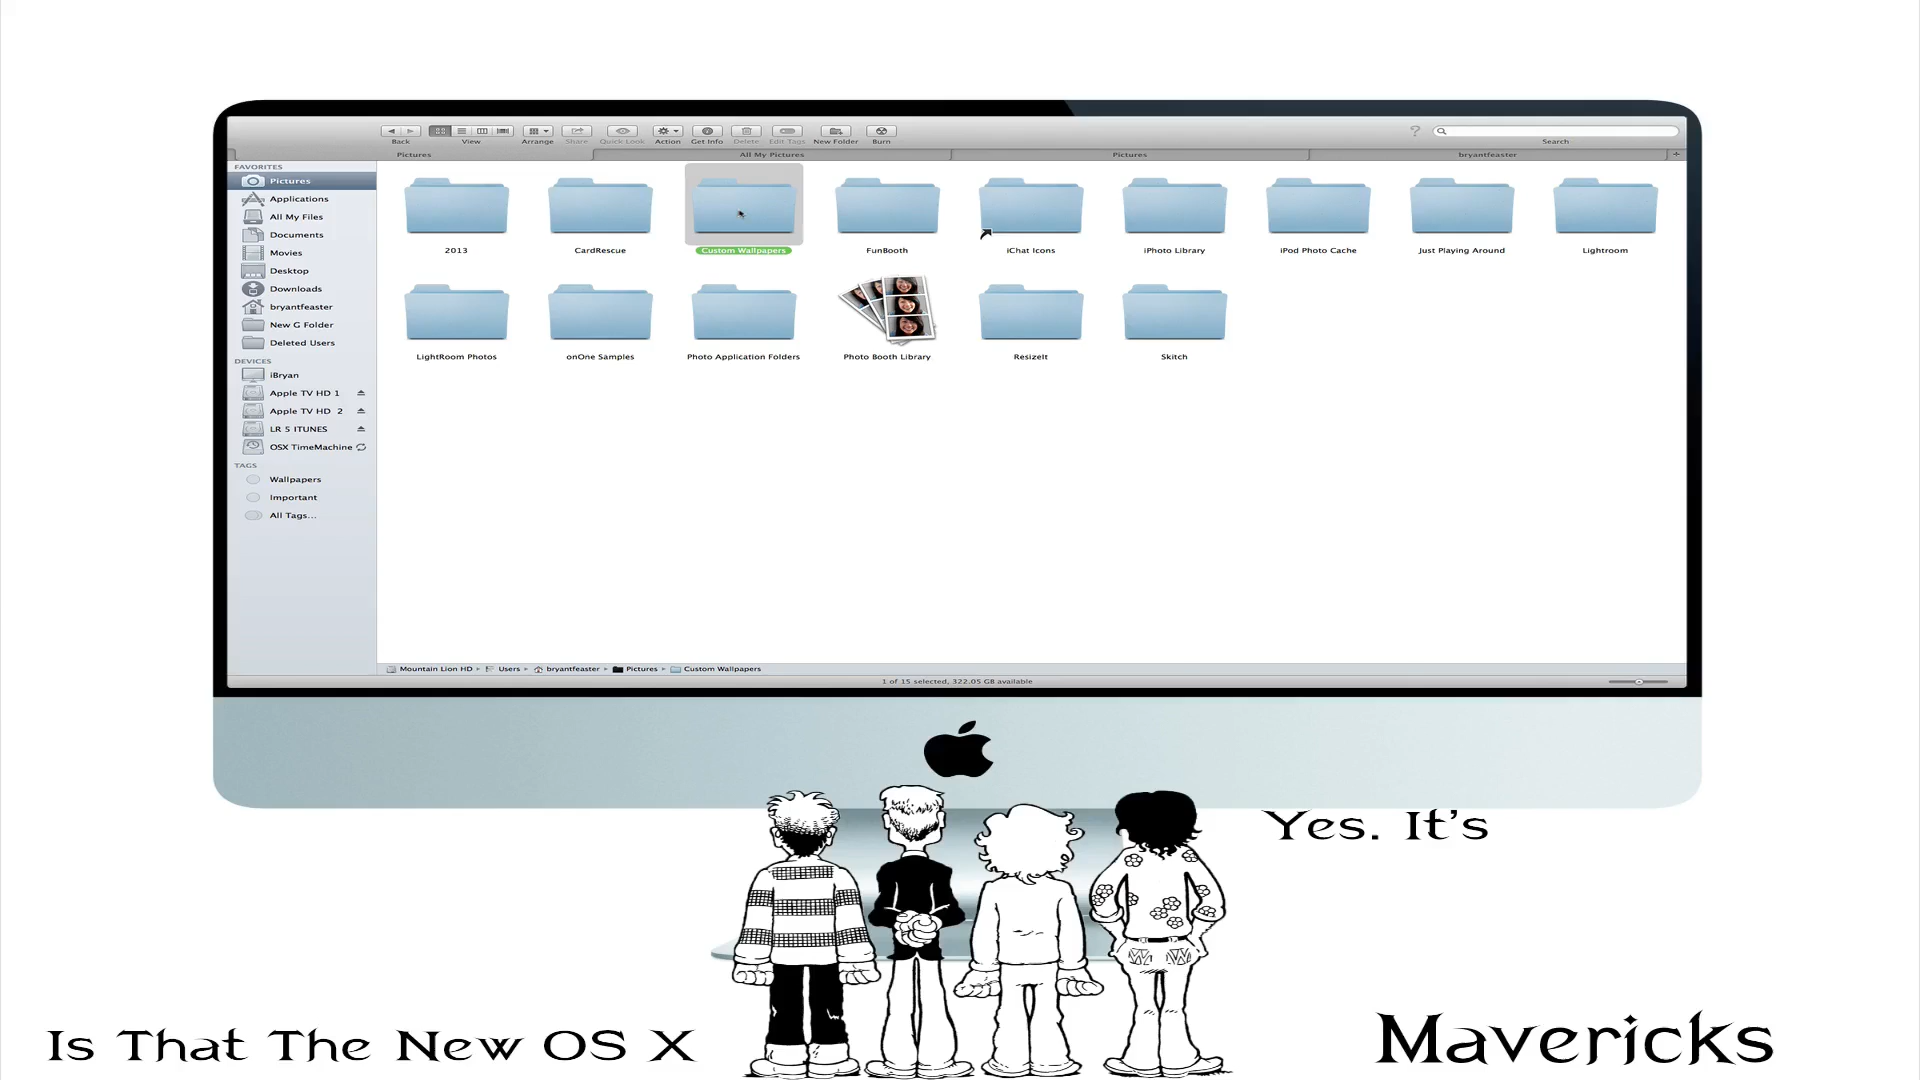 Back View Arrange Share Quick Look Action Get Info Delete Edit Tags New Folder Burn ? Search
Pictures All My Pictures Pictures bryantfeaster +
FAVORITES
Pictures
Applications
All My Files
Documents
Movies
Desktop
Downloads
bryantfeaster
New G Folder
Deleted Users
DEVICES
iBryan
Apple TV HD 1
Apple TV HD 2
LR 5 ITUNES
OSX TimeMachine
TAGS
Wallpapers
Important
All Tags...
2013 CardRescue Custom Wallpapers FunBooth iChat Icons iPhoto Library iPod Photo Cache Just Playing Around Lightroom
LightRoom Photos onOne Samples Photo Application Folders Photo Booth Library ResizeIt Skitch
Mountain Lion HD Users bryantfeaster Pictures Custom Wallpapers
1 of 15 selected, 322.05 GB available
Yes. It's
Is That The New OS X
Mavericks